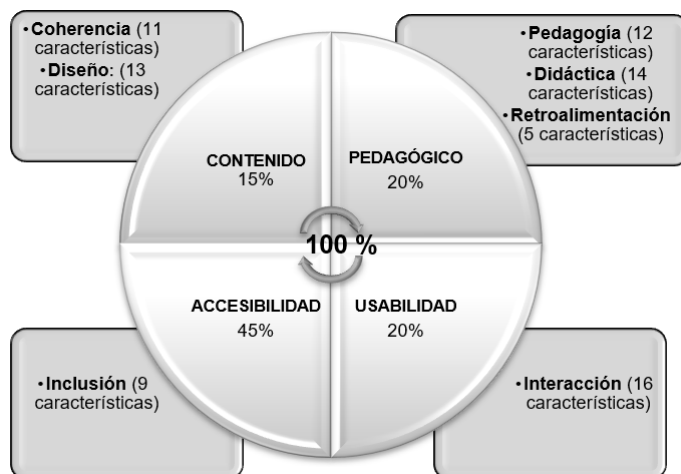 •Coherencia (11
características)
•Diseño: (13
características)
•Pedagogía (12
características)
•Didáctica (14
características)
•Retroalimentación
(5 características)
CONTENIDO
15%
PEDAGÓGICO
20%
100 %
ACCESIBILIDAD
45%
USABILIDAD
20%
•Inclusión (9
características)
•Interacción (16
características)